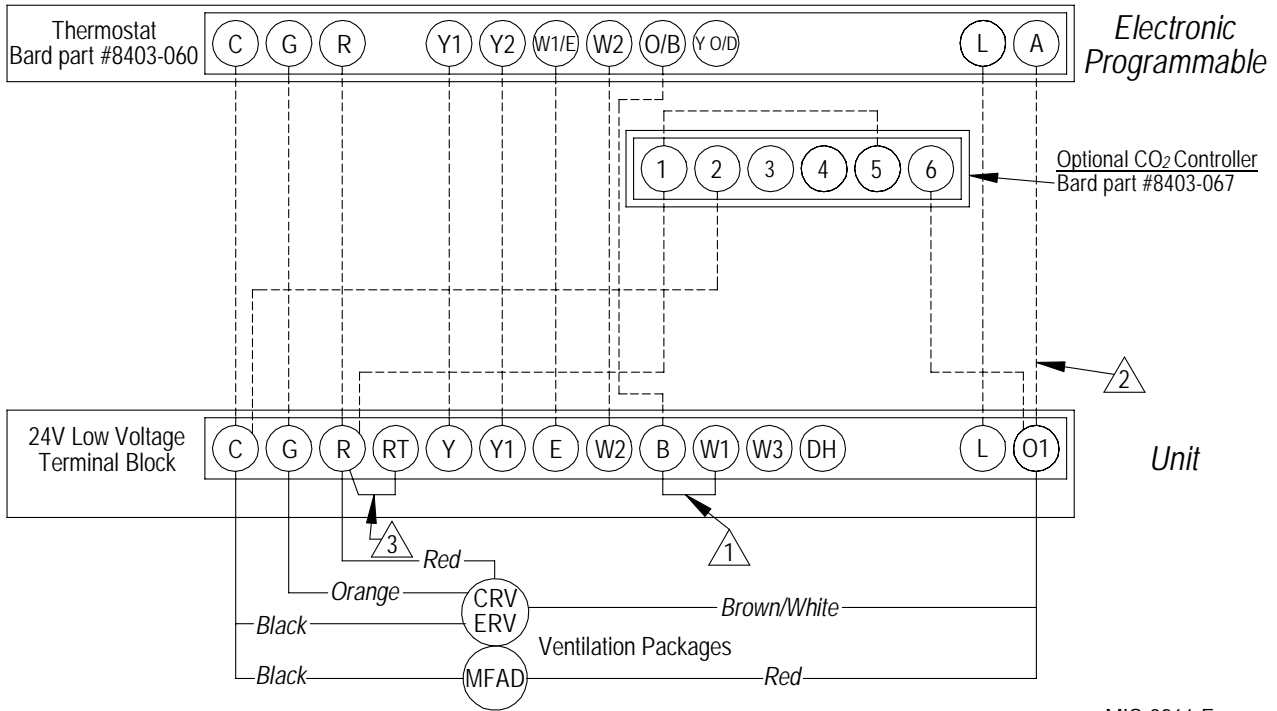 Thermostat
Bard part #8403-060
C G R Y1 Y2 W1/E W2 O/B Y O/D L A
Electronic
Programmable
1 2 3 4 5 6
Optional CO2 Controller
Bard part #8403-067
2
24V Low Voltage
Terminal Block
C G R RT Y Y1 E W2 B W1 W3 DH L O1
Unit
3
1
Red
Orange
CRV
ERV
Brown/White
Black
Ventilation Packages
Black
MFAD
Red